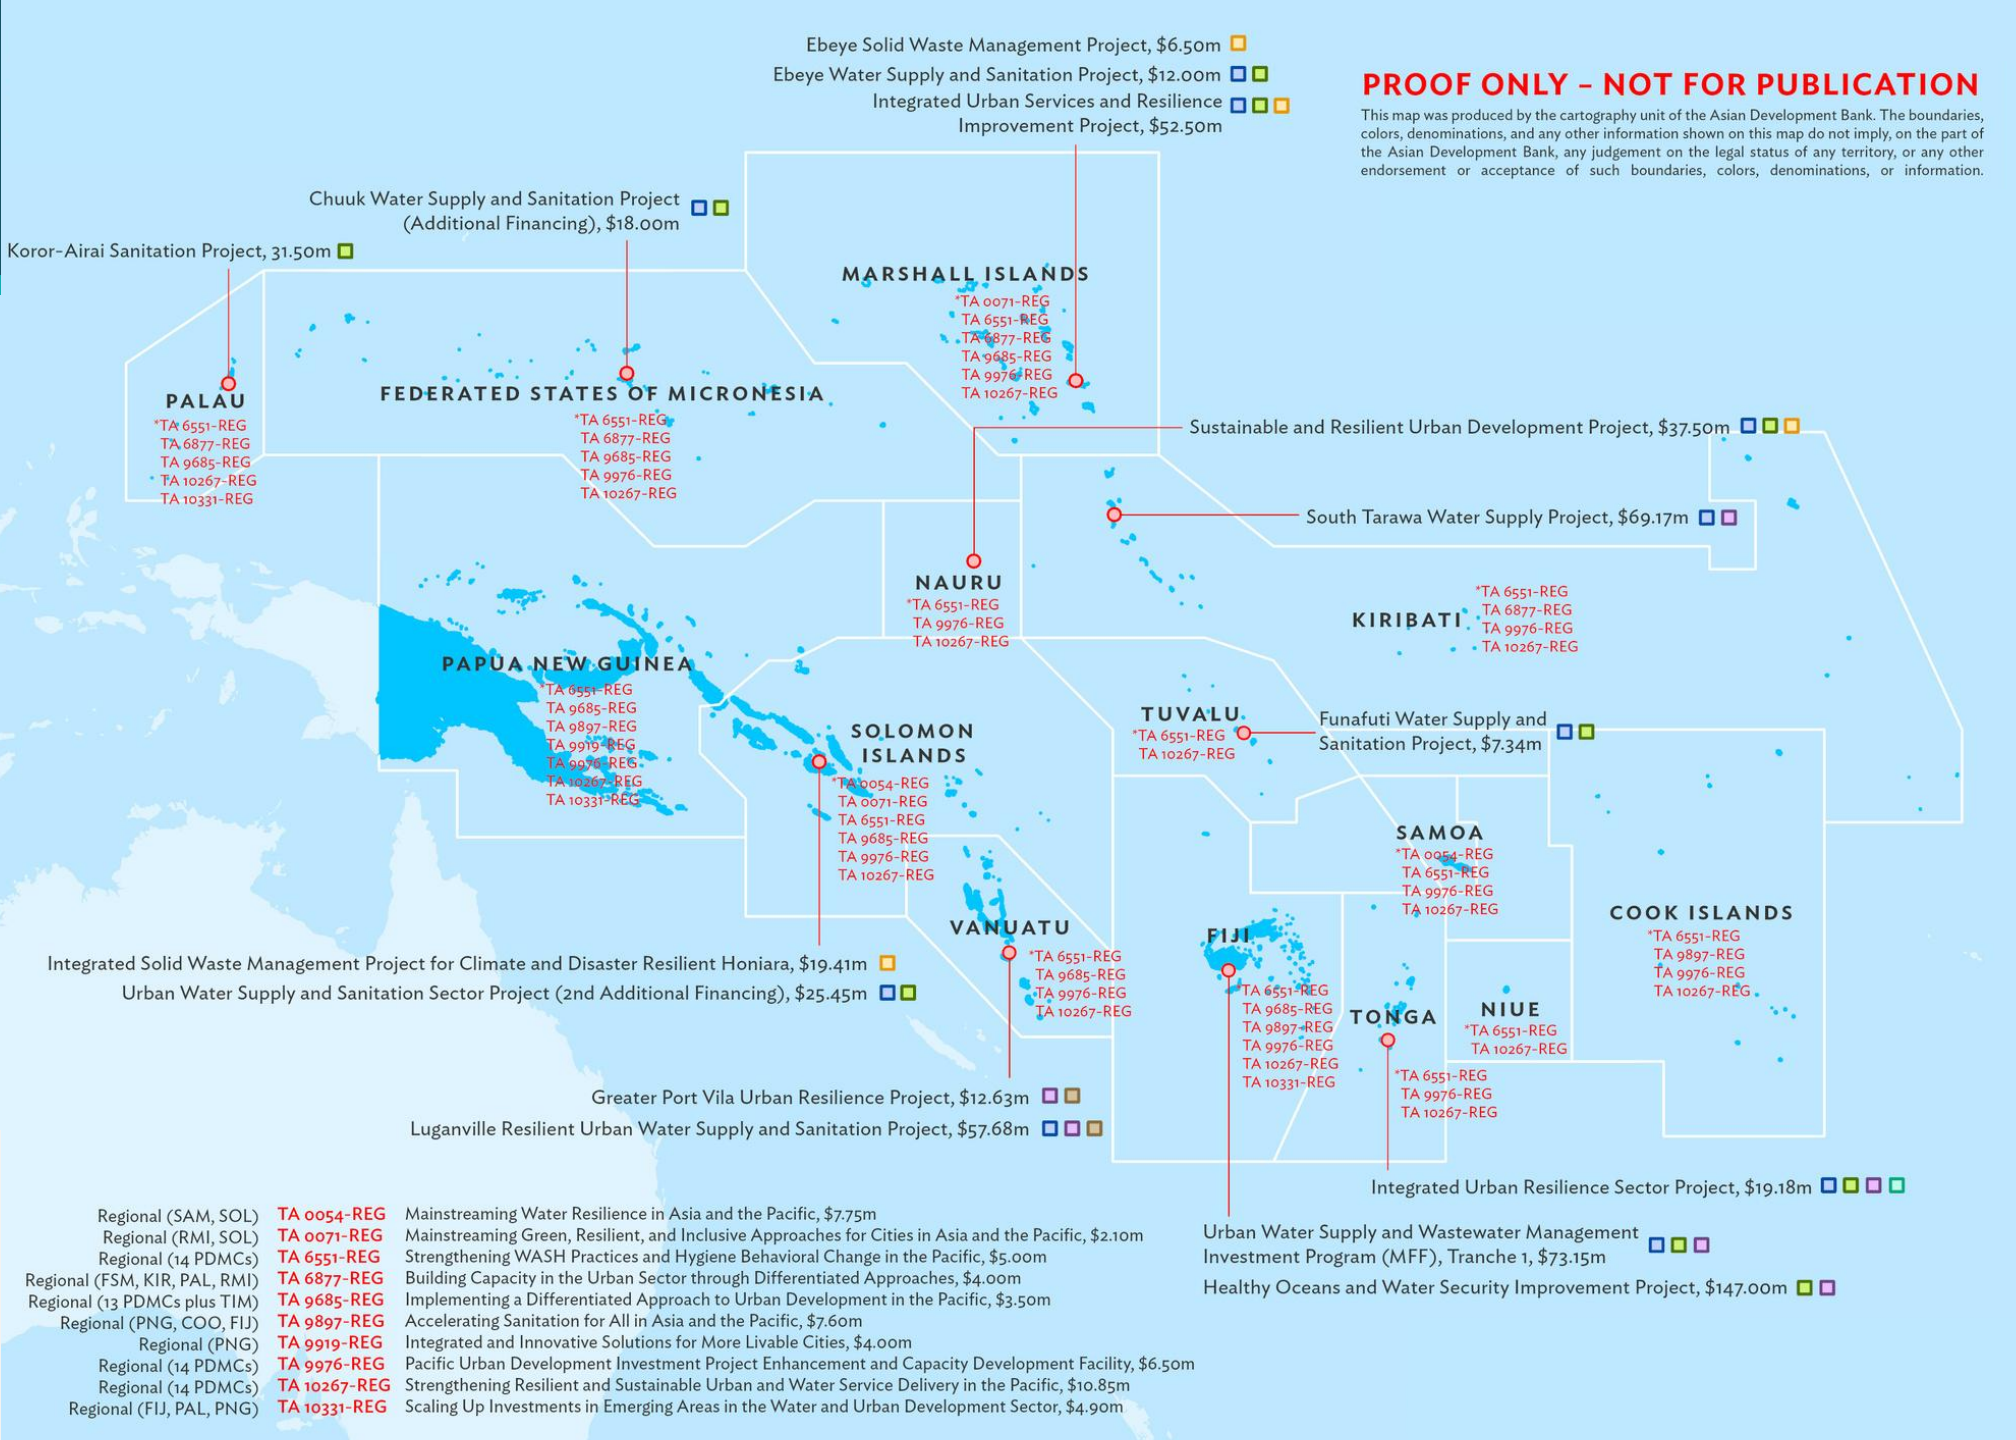 Ebeye Solid Waste Management Project, $6.50m
Ebeye Water Supply and Sanitation Project, $12.00m
Integrated Urban Services and Resilience
Improvement Project, $52.50m
PROOF ONLY – NOT FOR PUBLICATION
This map was produced by the cartography unit of the Asian Development Bank. The boundaries,
colors, denominations, and any other information shown on this map do not imply, on the part of
the Asian Development Bank, any judgement on the legal status of any territory, or any other
endorsement or acceptance of such boundaries, colors, denominations, or information.
Chuuk Water Supply and Sanitation Project
(Additional Financing), $18.00m
Koror-Airai Sanitation Project, 31.50m
MARSHALL ISLANDS
*TA 0071-REG
TA 6551-REG
TA 6877-REG
TA 9685-REG
TA 9976-REG
TA 10267-REG
PALAU
*TA 6551-REG
TA 6877-REG
TA 9685-REG
TA 10267-REG
TA 10331-REG
FEDERATED STATES OF MICRONESIA
*TA 6551-REG
TA 6877-REG
TA 9685-REG
TA 9976-REG
TA 10267-REG
Sustainable and Resilient Urban Development Project, $37.50m
South Tarawa Water Supply Project, $69.17m
NAURU
*TA 6551-REG
TA 9976-REG
TA 10267-REG
KIRIBATI
*TA 6551-REG
TA 6877-REG
TA 9976-REG
TA 10267-REG
PAPUA NEW GUINEA
*TA 6551-REG
TA 9685-REG
TA 9897-REG
TA 9919-REG
TA 9976-REG
TA 10267-REG
TA 10331-REG
SOLOMON
ISLANDS
*TA 0054-REG
TA 0071-REG
TA 6551-REG
TA 9685-REG
TA 9976-REG
TA 10267-REG
TUVALU
*TA 6551-REG
TA 10267-REG
Funafuti Water Supply and
Sanitation Project, $7.34m
SAMOA
*TA 0054-REG
TA 6551-REG
TA 9976-REG
TA 10267-REG
COOK ISLANDS
*TA 6551-REG
TA 9897-REG
TA 9976-REG
TA 10267-REG
VANUATU
*TA 6551-REG
TA 9685-REG
TA 9976-REG
TA 10267-REG
FIJI
*TA 6551-REG
TA 9685-REG
TA 9897-REG
TA 9976-REG
TA 10267-REG
TA 10331-REG
TONGA
*TA 6551-REG
TA 9976-REG
TA 10267-REG
NIUE
*TA 6551-REG
TA 10267-REG
Integrated Solid Waste Management Project for Climate and Disaster Resilient Honiara, $19.41m
Urban Water Supply and Sanitation Sector Project (2nd Additional Financing), $25.45m
Greater Port Vila Urban Resilience Project, $12.63m
Luganville Resilient Urban Water Supply and Sanitation Project, $57.68m
Integrated Urban Resilience Sector Project, $19.18m
Urban Water Supply and Wastewater Management
Investment Program (MFF), Tranche 1, $73.15m
Healthy Oceans and Water Security Improvement Project, $147.00m
Regional (SAM, SOL) TA 0054-REG Mainstreaming Water Resilience in Asia and the Pacific, $7.75m
Regional (RMI, SOL) TA 0071-REG Mainstreaming Green, Resilient, and Inclusive Approaches for Cities in Asia and the Pacific, $2.10m
Regional (14 PDMCs) TA 6551-REG Strengthening WASH Practices and Hygiene Behavioral Change in the Pacific, $5.00m
Regional (FSM, KIR, PAL, RMI) TA 6877-REG Building Capacity in the Urban Sector through Differentiated Approaches, $4.00m
Regional (13 PDMCs plus TIM) TA 9685-REG Implementing a Differentiated Approach to Urban Development in the Pacific, $3.50m
Regional (PNG, COO, FIJ) TA 9897-REG Accelerating Sanitation for All in Asia and the Pacific, $7.60m
Regional (PNG) TA 9919-REG Integrated and Innovative Solutions for More Livable Cities, $4.00m
Regional (14 PDMCs) TA 9976-REG Pacific Urban Development Investment Project Enhancement and Capacity Development Facility, $6.50m
Regional (14 PDMCs) TA 10267-REG Strengthening Resilient and Sustainable Urban and Water Service Delivery in the Pacific, $10.85m
Regional (FIJ, PAL, PNG) TA 10331-REG Scaling Up Investments in Emerging Areas in the Water and Urban Development Sector, $4.90m